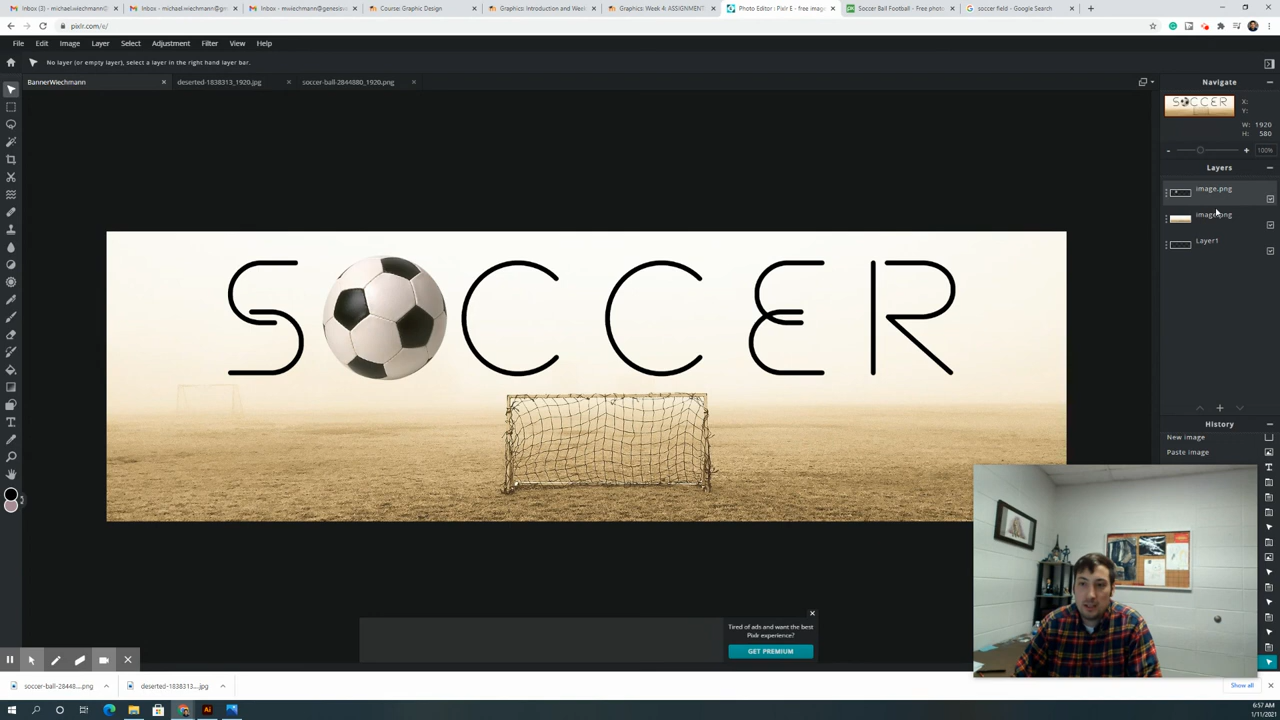 Inbox (3) - michael.wiechmann@
Inbox - michael.wiechmann@gm
Inbox - mwiechmann@genesisc
Course: Graphic Design
Graphics: Introduction and Week
Graphics: Week 4: ASSIGNMENT
Photo Editor : Pixlr E - free imag
Soccer Ball Football - Free photo
soccer field - Google Search
pixlr.com/e/
File Edit Image Layer Select Adjustment Filter View Help
No layer (or empty layer), select a layer in the right hand layer bar.
BannerWiechmann
deserted-1838313_1920.jpg
soccer-ball-2844880_1920.png
Navigate
SOCCER
X:
Y:
W: 1920
H: 580
100%
Layers
image.png
image.png
Layer1
S CCER
History
New image
Paste image
Tired of ads and want the best
Pixlr experience?
GET PREMIUM
soccer-ball-28448....png
deserted-1838313....jpg
Show all
Ai
6:57 AM
1/11/2021